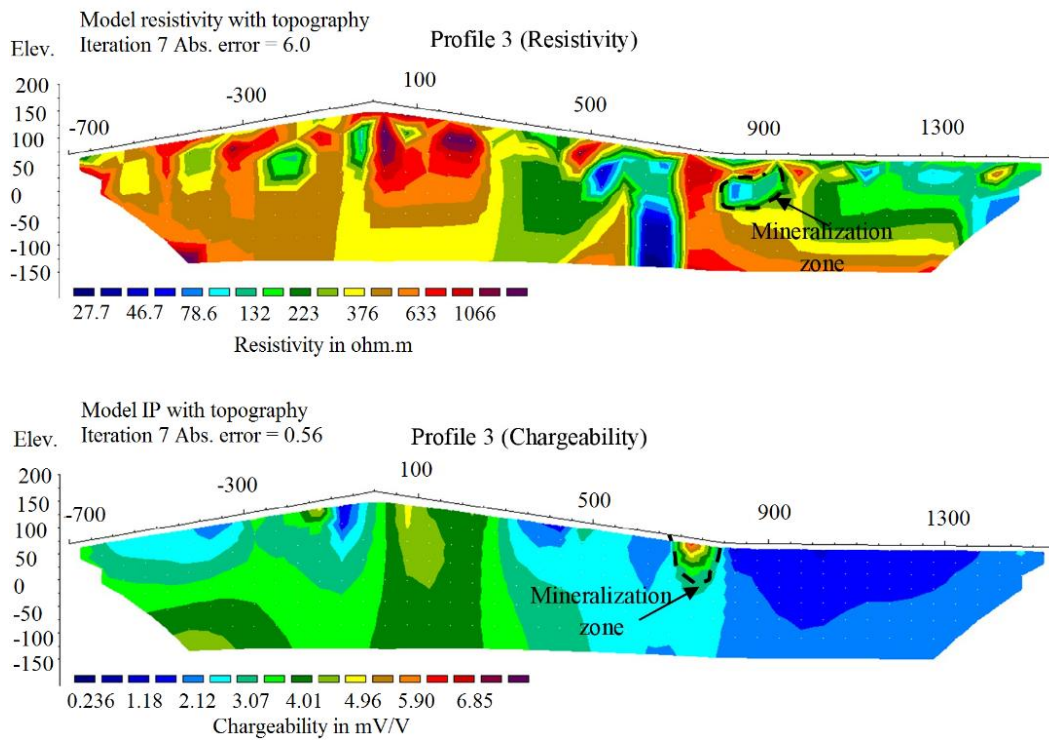 Model resistivity with topography
Iteration 7 Abs. error = 6.0
Profile 3 (Resistivity)
Elev.
200
150
100
50
0
-50
-100
-150
-700
-300
100
500
900
1300
Mineralization
zone
27.7 46.7 78.6 132 223 376 633 1066
Resistivity in ohm.m
Model IP with topography
Iteration 7 Abs. error = 0.56
Profile 3 (Chargeability)
Elev.
200
150
100
50
0
-50
-100
-150
-700
-300
100
500
900
1300
Mineralization
zone
0.236 1.18 2.12 3.07 4.01 4.96 5.90 6.85
Chargeability in mV/V